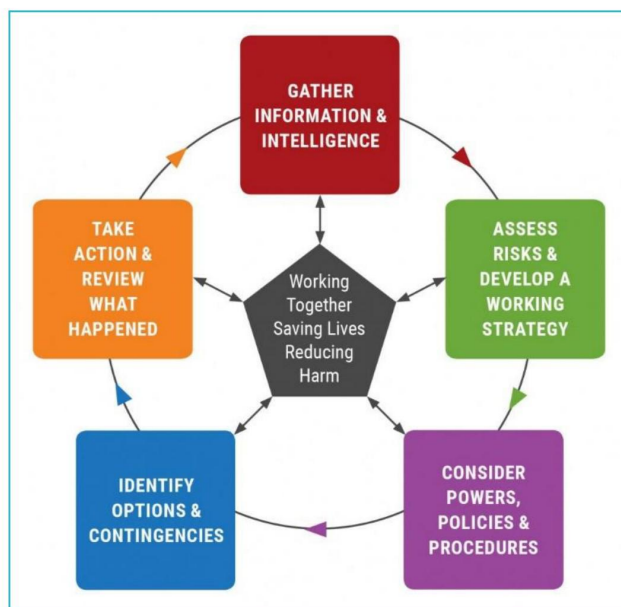 GATHER
INFORMATION &
INTELLIGENCE
ASSESS
RISKS &
DEVELOP A
WORKING
STRATEGY
CONSIDER
POWERS,
POLICIES &
PROCEDURES
IDENTIFY
OPTIONS &
CONTINGENCIES
TAKE
ACTION &
REVIEW
WHAT
HAPPENED
Working
Together
Saving Lives
Reducing
Harm